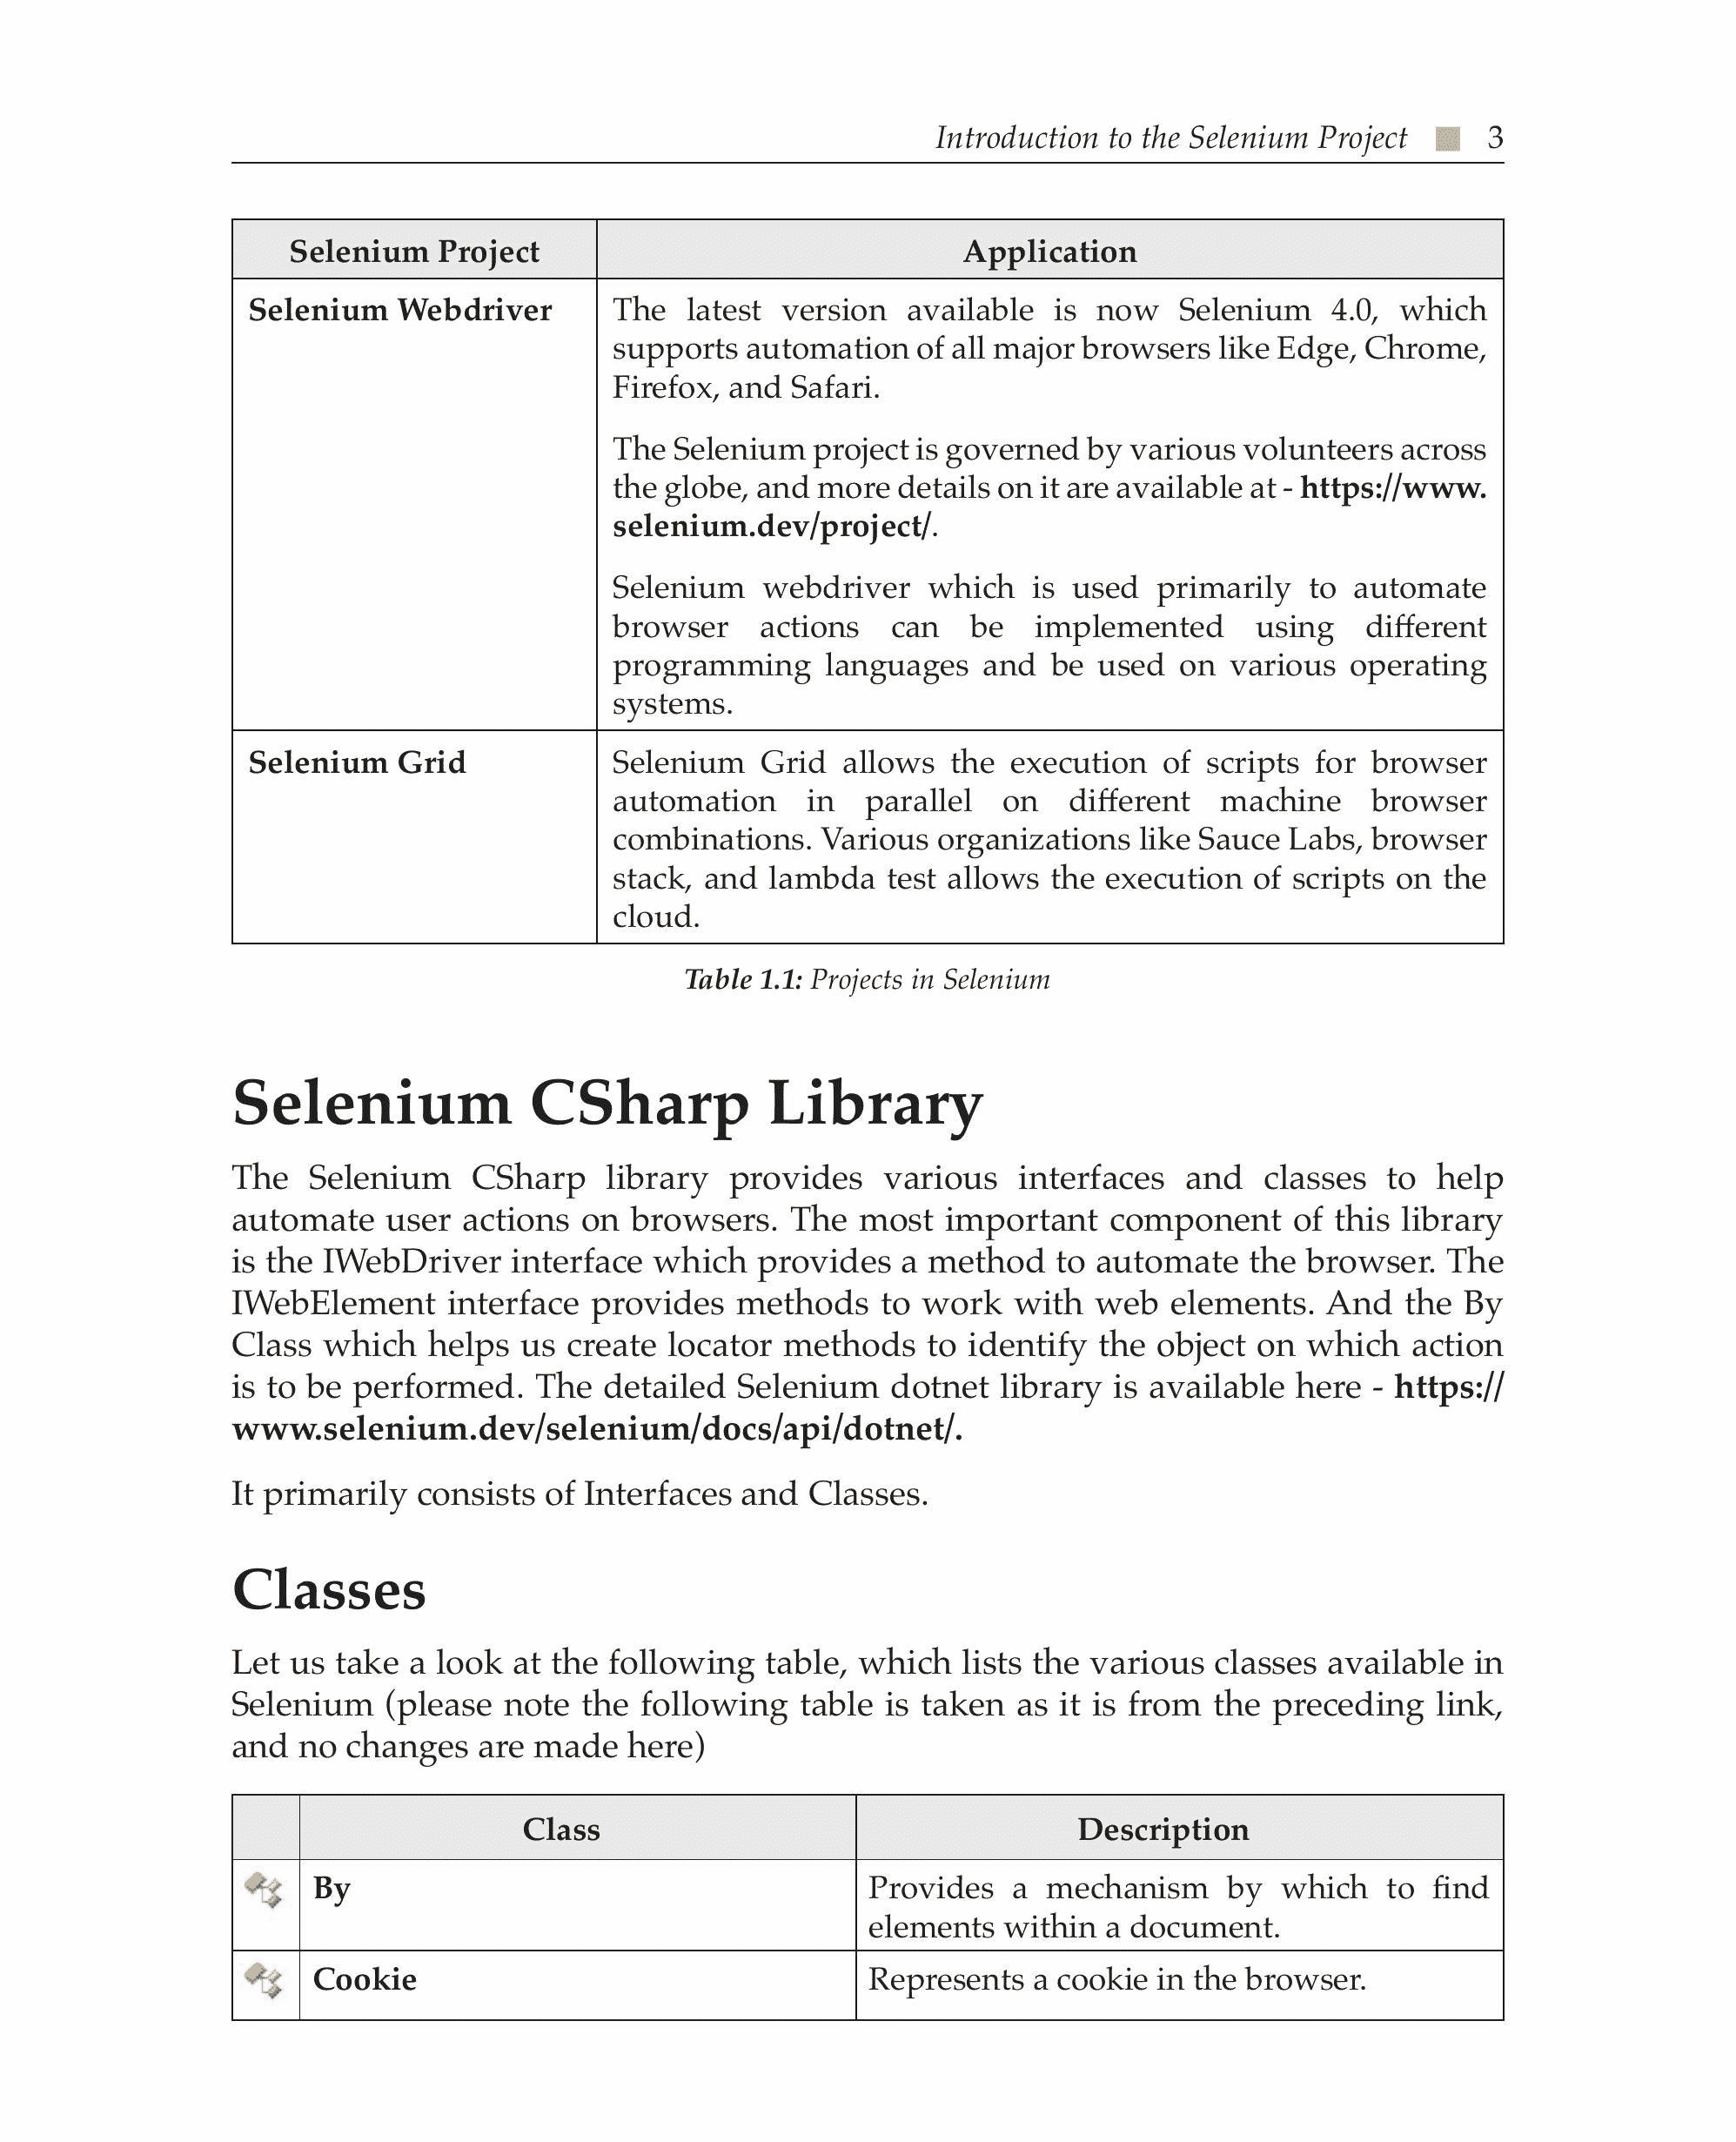 Introduction to the Selenium Project 3
Selenium Project Application
Selenium Webdriver
The latest version available is now Selenium 4.0, which
supports automation of all major browsers like Edge, Chrome,
Firefox, and Safari.
The Selenium project is governed by various volunteers across
the globe, and more details on it are available at - https://www.
selenium.dev/project/.
Selenium webdriver which is used primarily to automate
browser actions can be implemented using different
programming languages and be used on various operating
systems.
Selenium Grid
Selenium Grid allows the execution of scripts for browser
automation in parallel on different machine browser
combinations. Various organizations like Sauce Labs, browser
stack, and lambda test allows the execution of scripts on the
cloud.
Table 1.1: Projects in Selenium
Selenium CSharp Library
The Selenium CSharp library provides various interfaces and classes to help
automate user actions on browsers. The most important component of this library
is the IWebDriver interface which provides a method to automate the browser. The
IWebElement interface provides methods to work with web elements. And the By
Class which helps us create locator methods to identify the object on which action
is to be performed. The detailed Selenium dotnet library is available here - https://
www.selenium.dev/selenium/docs/api/dotnet/.
It primarily consists of Interfaces and Classes.
Classes
Let us take a look at the following table, which lists the various classes available in
Selenium (please note the following table is taken as it is from the preceding link,
and no changes are made here)
Class Description
By
Provides a mechanism by which to find
elements within a document.
Cookie
Represents a cookie in the browser.